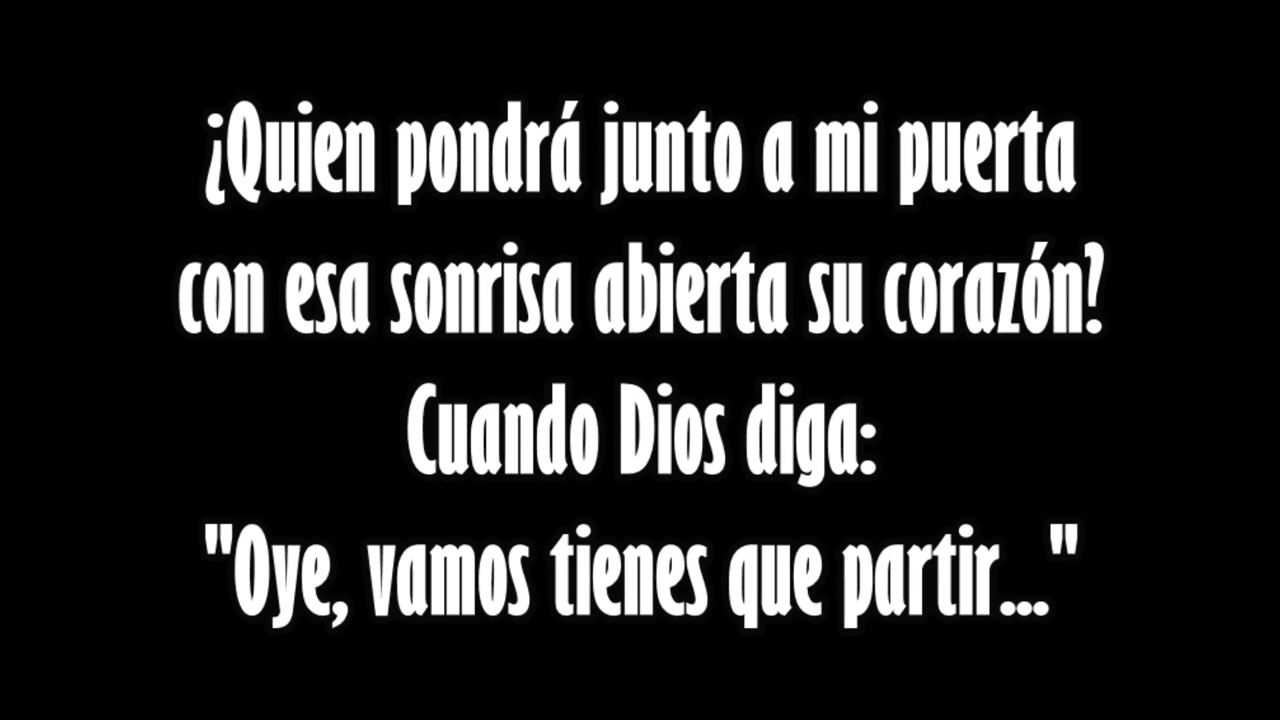 ¿Quien pondrá junto a mi puerta
con esa sonrisa abierta su corazón?
Cuando Dios diga:
"Oye, vamos tienes que partir..."